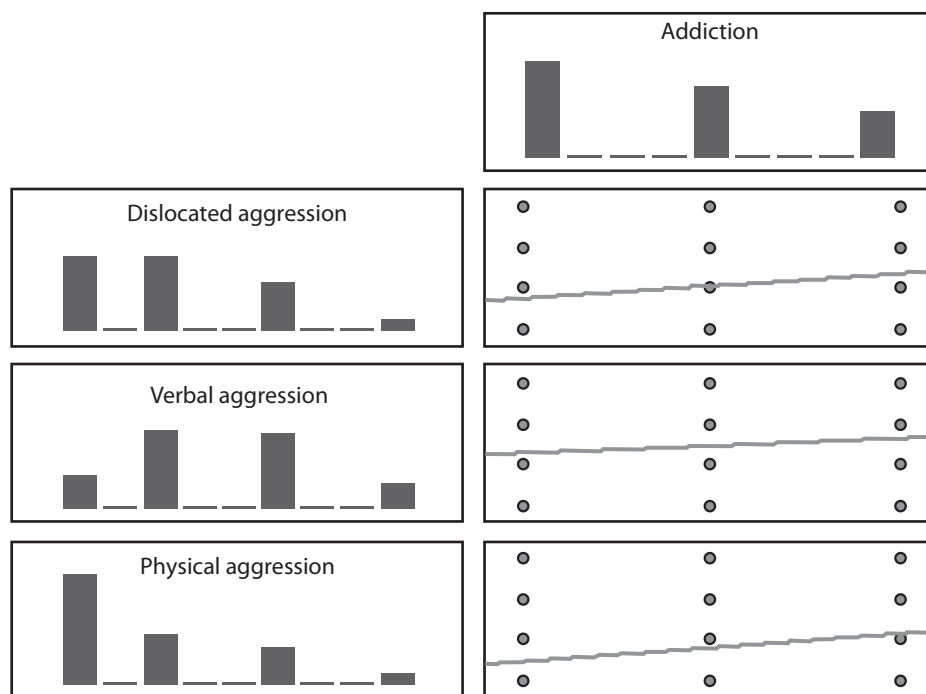 Addiction
Dislocated aggression
Verbal aggression
Physical aggression